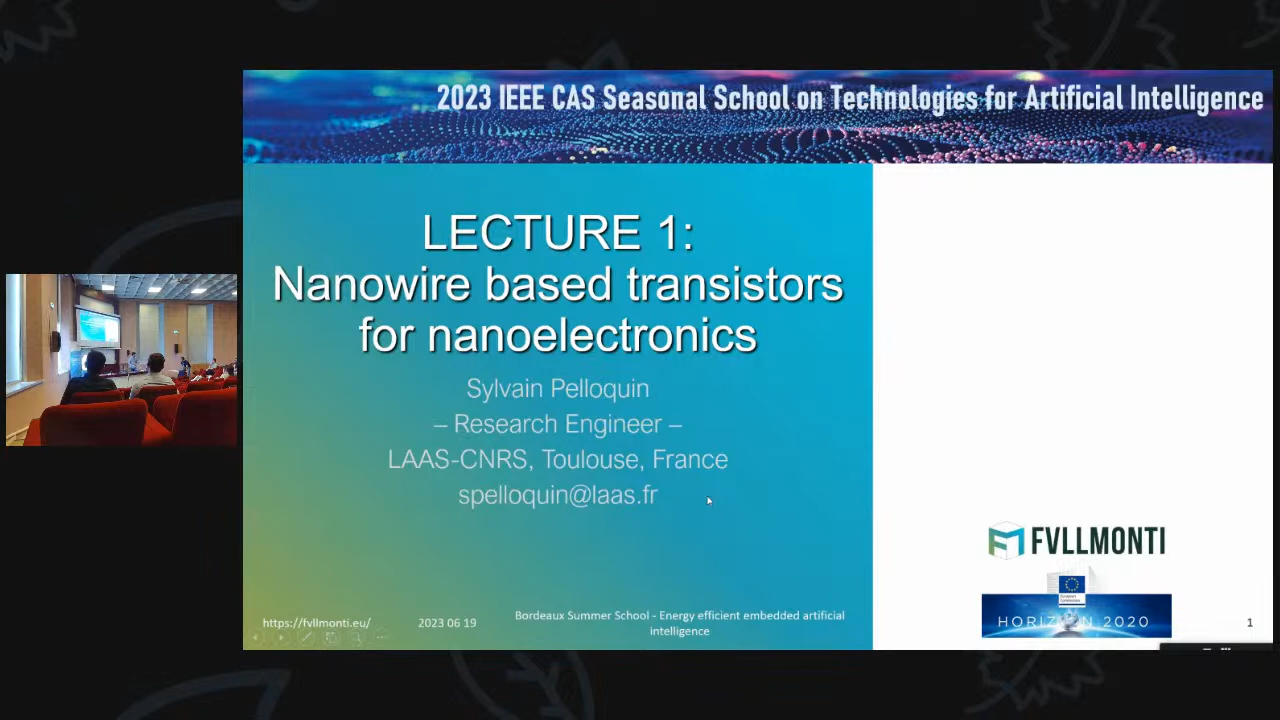 2023 IEEE CAS Seasonal School on Technologies for Artificial Intelligence
LECTURE 1:
Nanowire based transistors
for nanoelectronics
Sylvain Pelloquin
– Research Engineer –
LAAS-CNRS, Toulouse, France
spelloquin@laas.fr
FVLLMONTI
European
Commission
HORIZON 2020
https://fvllmonti.eu/
2023 06 19
Bordeaux Summer School - Energy efficient embedded artificial
intelligence
1